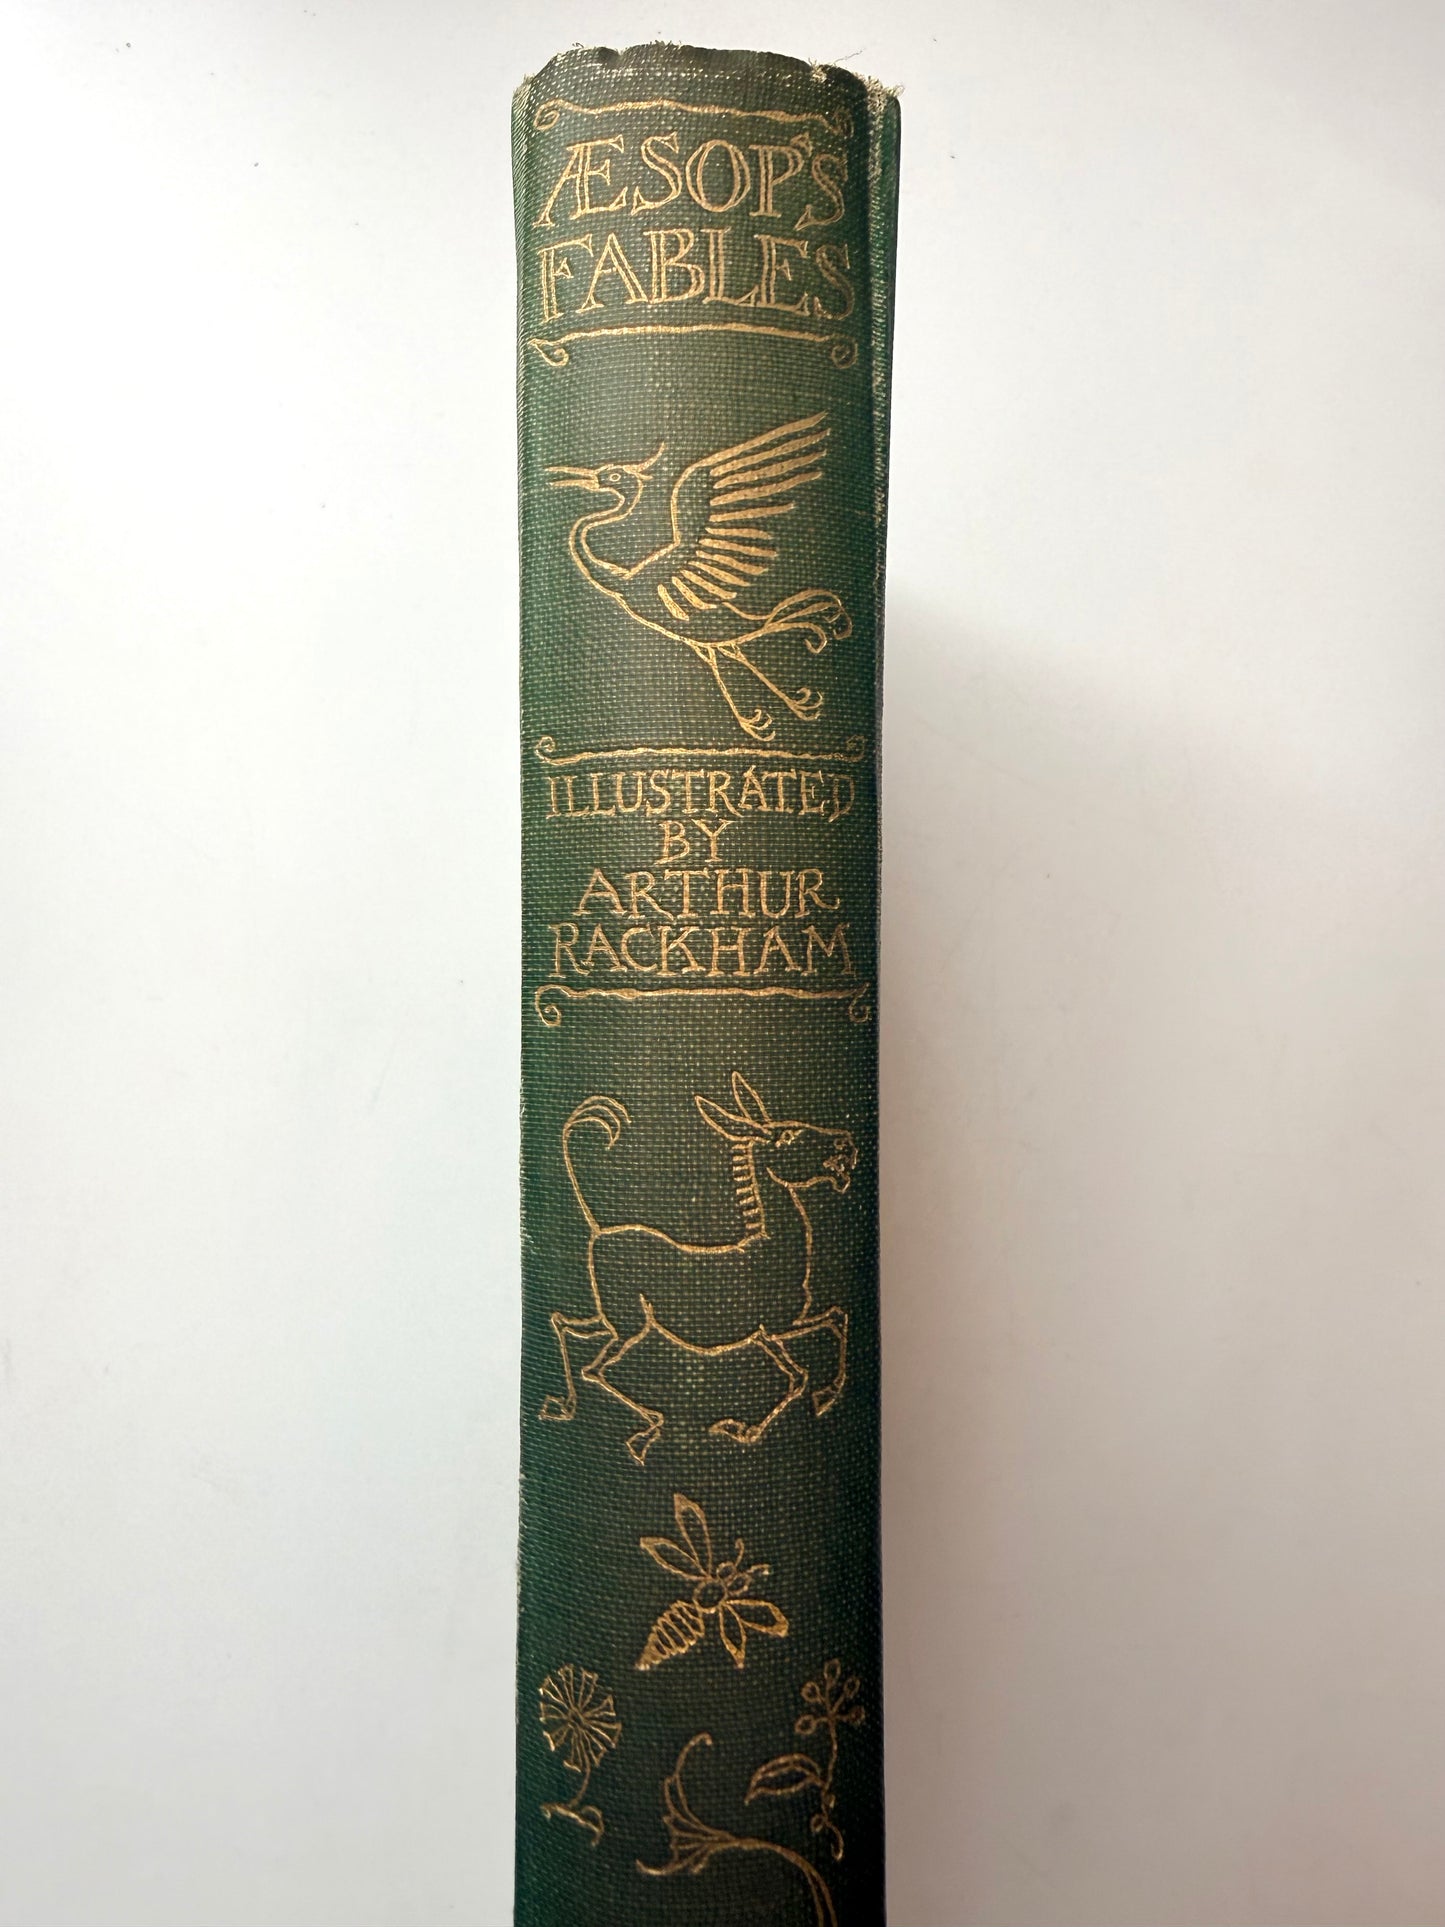 ÆSOP'S
FABLES
ILLUSTRATED
BY
ARTHUR
RACKHAM